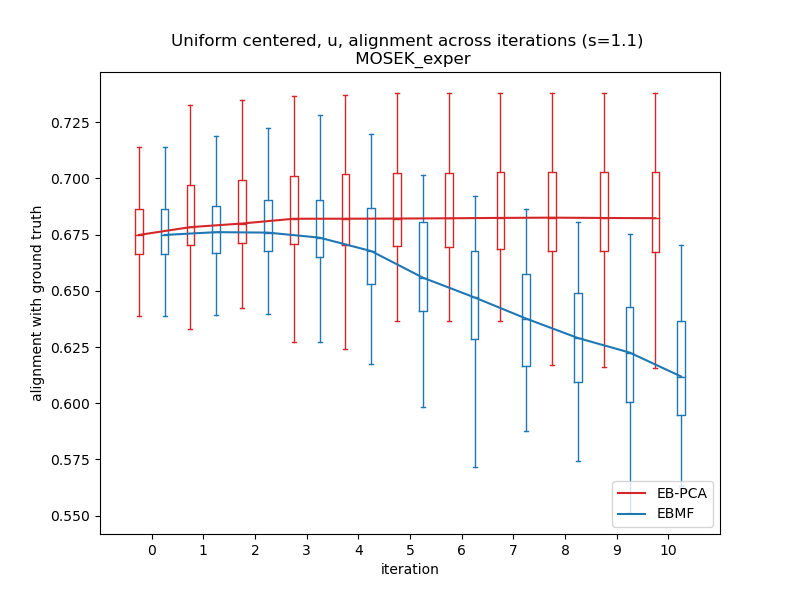 Uniform centered, u, alignment across iterations (s=1.1)
MOSEK_exper
alignment with ground truth
0.725
0.700
0.675
0.650
0.625
0.600
0.575
0.550
0 1 2 3 4 5 6 7 8 9 10
iteration
EB-PCA
EBMF